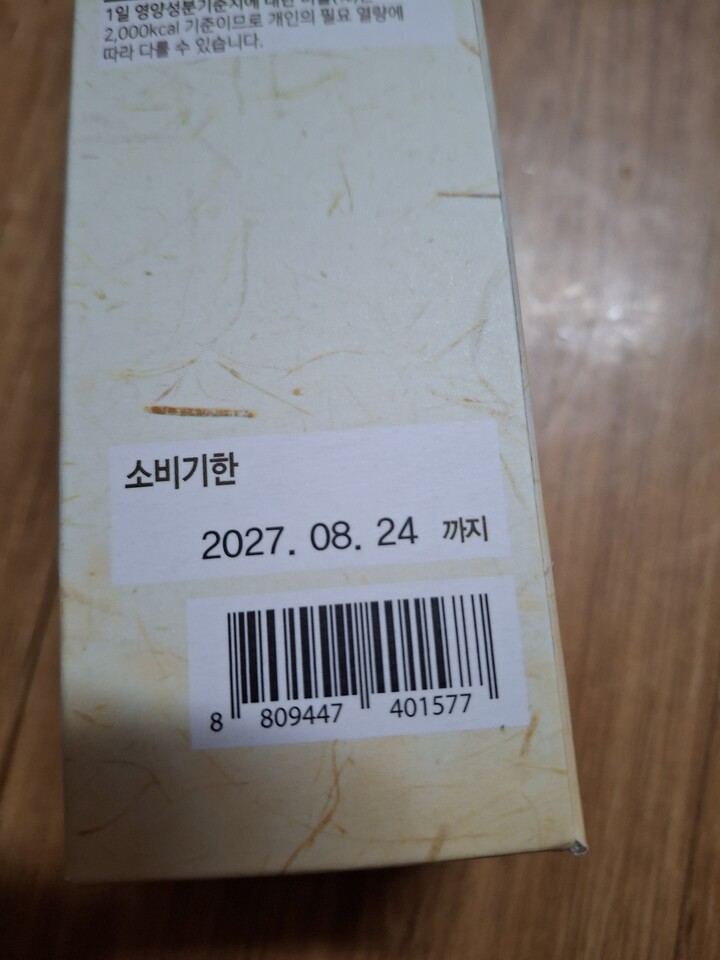 1일 영양성분기준치에 대한 비율(%)은
2,000kcal 기준이므로 개인의 필요 열량에
따라 다를 수 있습니다.
소비기한
2027. 08. 24 까지
8 809447 401577